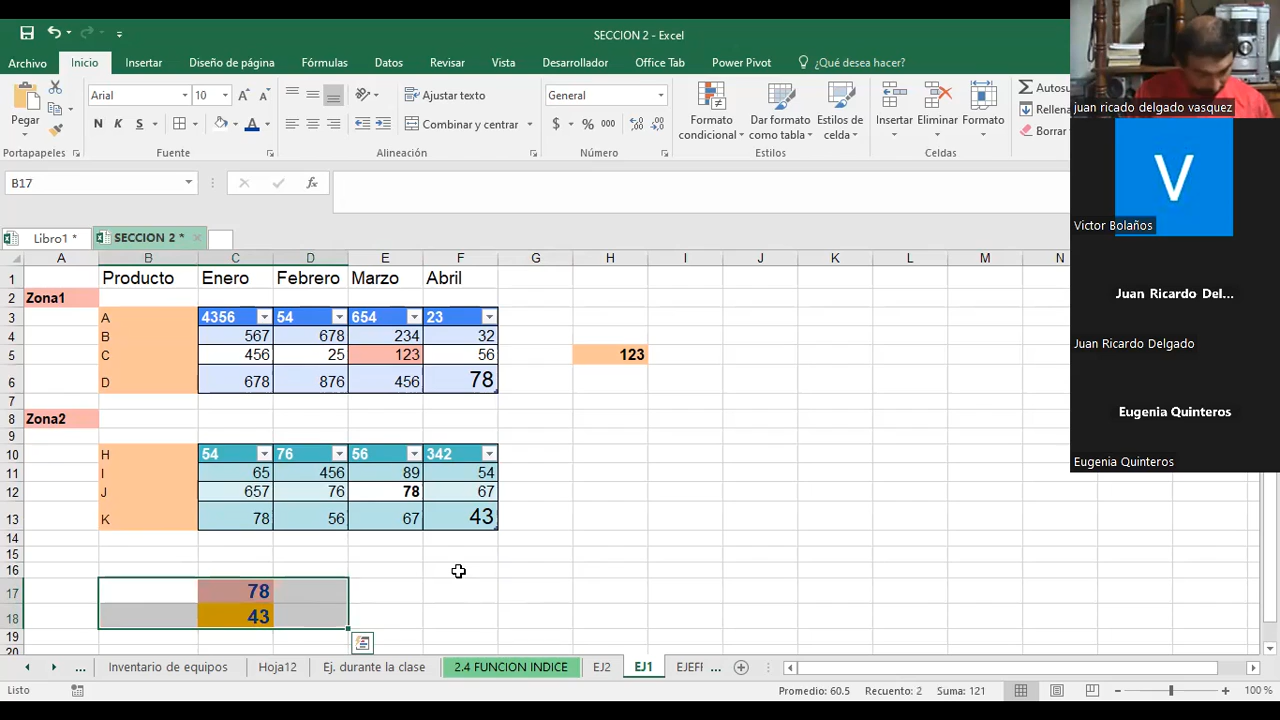 SECCION 2 - Excel
Archivo Inicio Insertar Diseño de página Fórmulas Datos Revisar Vista Desarrollador Office Tab Power Pivot ¿Qué desea hacer?
Pegar
Arial 10
N K S
Ajustar texto
Combinar y centrar
General
$ % 000
Formato condicional
Dar formato como tabla
Estilos de celda
Insertar
Eliminar
Formato
Autosu
Rellena
Borrar
Portapapeles Fuente Alineación Número Estilos Celdas
B17 fx
Libro1 * SECCION 2 *
A B C D E F G H I J K L M N
1 Producto Enero Febrero Marzo Abril
2 Zona1
3 A 4356 54 654 23
4 B 567 678 234 32
5 C 456 25 123 56 123
6 D 678 876 456 78
7
8 Zona2
9
10 H 54 76 56 342
11 I 65 456 89 54
12 J 657 76 78 67
13 K 78 56 67 43
14
15
16
17 78
18 43
19
20
... Inventario de equipos Hoja12 Ej. durante la clase 2.4 FUNCION INDICE EJ2 EJ1 EJEFI ...
Listo Promedio: 60.5 Recuento: 2 Suma: 121 100 %
juan ricado delgado vasquez
V
Victor Bolaños
Juan Ricardo Del...
Juan Ricardo Delgado
Eugenia Quinteros
Eugenia Quinteros